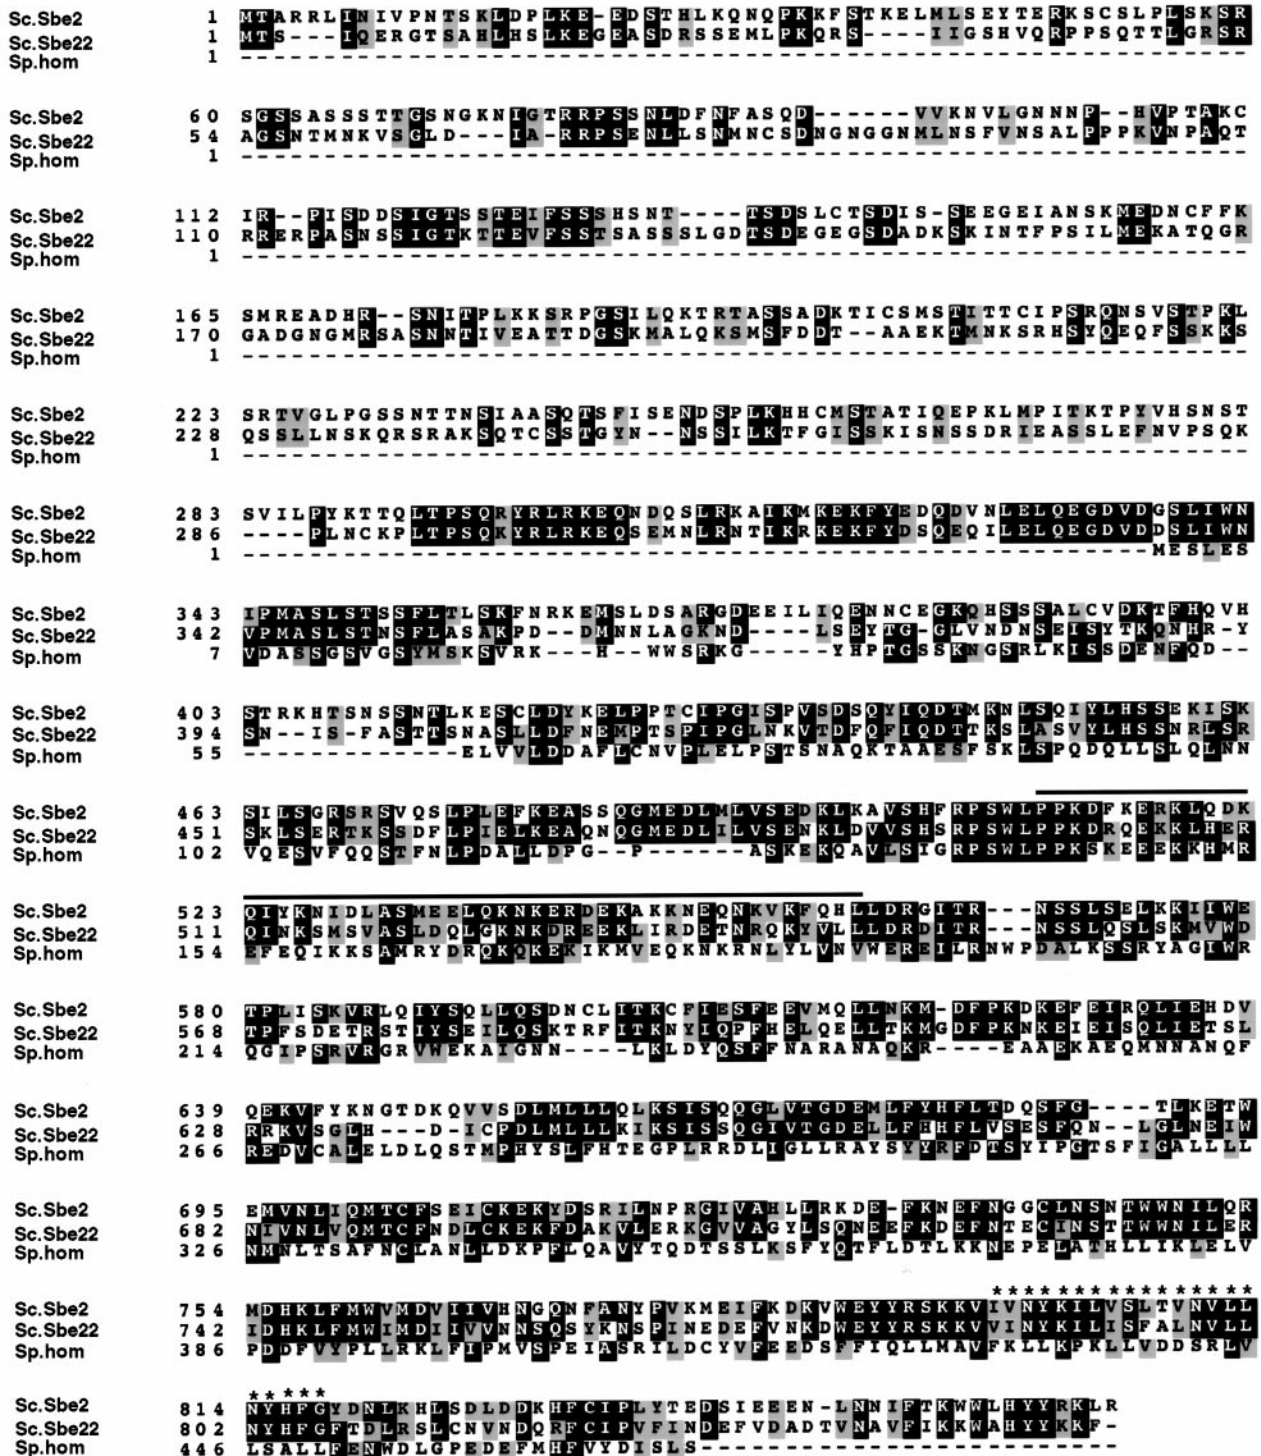 Sc.Sbe2 1 MTARRLINIVPNTSKLDPLKE-EDSTHLKQNQPKKFSTKELMLSEYTERKSCSLPLSKSR
Sc.Sbe22 1 MTS---IQERGTSAHLHSLKEGEASDRSSEMLPKQRS----IIGSHVQRPPSQTTLGRSR
Sp.hom 1 ------------------------------------------------------------
Sc.Sbe2 60 SGSSASSSSTTGSNGKNIGTRRPSSNLDFNFASQD------VVKNVLGNNNP--HVPTAKC
Sc.Sbe22 54 AGSNTMNKVSGLD---IA-RRPSENLLSNMNCSDNGNGGNMLNSFVNSALPPPKVNPAQT
Sp.hom 1 ------------------------------------------------------------
Sc.Sbe2 112 IR--PISDDSIGTSSTEIFSSSHSNT----TSDSLCTSDIS-SEEGEIANSKMEDNCFFK
Sc.Sbe22 110 RRERPASNSSIGTKTTEVFSSTSASSSLGDTSDEGEGSDADKSKINTFPSILMEKATQGR
Sp.hom 1 ------------------------------------------------------------
Sc.Sbe2 165 SMREADHR--SNITPLKKSRPGSILQKTRTASSADKTICSMSTITTCIPSRQNSVSTPKL
Sc.Sbe22 170 GADGNGMRSASNNTIVEATTDGSKMALQKSMSFDDT--AAEKTMNKSRHSYQEQFSSKKS
Sp.hom 1 ------------------------------------------------------------
Sc.Sbe2 223 SRTVGLPGSSNTTNSIAASQTSFISENDSPLKHHCMSTATIQEPKLMPITKTPYVHSNST
Sc.Sbe22 228 QSSLLNSKQRSRAKSQTCSSTGYN--NSSILKTFGISSKISNSSDRIEASSLEFNVPSQK
Sp.hom 1 ------------------------------------------------------------
Sc.Sbe2 283 SVILPYKTTQLTPSQRYRLRKEQNDQSLRKAIKMKEKFYEDQDVNLELQEGDVDGSLIWN
Sc.Sbe22 286 ----PLNCKPLTPSQKYRLRKEQSEMNLRNTIKRKEKFYDSQEQILELQEGDVDDSLIWN
Sp.hom 1 ------------------------------------------------------MESLES
Sc.Sbe2 343 IPMASLSTSSFLTLSKFNRKEMSLDSARGDEEILIQENNCEGKQHSSSALCVDKTFHQVH
Sc.Sbe22 342 VPMASLSTNSFLASAKPD--DMNNLAGKND-----LSEYTG-GLVNDNSEISYTKQNHR-Y
Sp.hom 7 VDASSGSVGSYMSKSVRK---H--WWSRKG-----YHPTGSSKNGSRLKISSDENFQD--
Sc.Sbe2 403 STRKHTSNSSNTLKESCLDYKELPPTCIPGISPVSDSQYIQDTMKNLSQIYLHSSEKISK
Sc.Sbe22 394 SN--IS-FASTTSNASLLDFNEMPTSPIPGLNKVTDFQFIQDTTKSLASVYLHSSNRLSR
Sp.hom 55 -------------ELVVLDDAFLCNVPLELPSTSNAQKTAAESFSKLSPQDQLLSLQLNN
Sc.Sbe2 463 SILSGRSRSVQSLPLEFKEASSQGMEDLMLVSEDKLKAVSHFRPSWLPPKDFKERKLQDK
Sc.Sbe22 451 SKLSERTKSSDFLPIELKEAQNQGMEDLILVSENKLDVVSHSRPSWLPPKDRQEKKLHER
Sp.hom 102 VQESVFQQSTFNLPDALLDPG--P-------ASKEKQAVLSIGRPSWLPPKSKEEEKKHMR
Sc.Sbe2 523 QIYKNIDLASMEELQKNKERDEKAKKNEQNKVKFQHLLDRGITR---NSSLSELKKIIWE
Sc.Sbe22 511 QINKSMSVASLDQLGKNKDREEKLIRDETNRQKYVLLLDRDITR---NSSLQSLSKMVWD
Sp.hom 154 EFEQIKKSAMRYDRQKQKEKIKMVEQKNKRNLYLVNVWEREILRNWPDALKSSRYAGIWR
Sc.Sbe2 580 TPLISKVRLQIYSQLLQSDNCLITKCFIESFEEVMQLLNKM-DFPKDKEFEIRQLIEHDV
Sc.Sbe22 568 TPFSDETRSTIYSEILQSKTRFITKNYIQPFHELQELLTKMGDFPKNKEIEISQLIETSL
Sp.hom 214 QGIPSRVRGRVWEKAIGNN----LKLDYQSFFNARANAQKR----EAAEKAEQMNNANQF
Sc.Sbe2 639 QEKVFYKNGTDKQVVSDLMLLLQLKSISQQGLVTGDEMLFYHFLTDQSFG----TLKETW
Sc.Sbe22 628 RRKVSGLH---D-ICPDLMLLLKIKSISSQGIVTGDELLFHHFLVSESFQN--LGLNEIW
Sp.hom 266 REDVCALELDLQSTMPHYSLFHTEGPLRRDLIGLLRAYSYYRFDTSYIPGTSFIGALLLL
Sc.Sbe2 695 EMVNLIQMTCFSEICKEKYDSRILNPRGIVAHLLRKDE-FKNEFNGGCLNSNTWWNILQR
Sc.Sbe22 682 NIVNLVQMTCFNDLCKEKFDAKVLERKGVVAGYLSQNEEFKDEFNTECINSTTWWNILER
Sp.hom 326 NMNLTSAFNCLANLLDKPFLQAVYTQDTSSLKSFYQTFLDTLKKNEPELATHLLIKLELV
*****************
Sc.Sbe2 754 MDHKLFMWVMDVIIVHNGQNFANYPVKMEIFKDKVWEYYRSKKVIVNYKILVSLTVNVLL
Sc.Sbe22 742 IDHKLFMWIMDIIVVNNSQSYKNSPINEDEFVNKDWEYYRSKKVVINYKILISFALNVLL
Sp.hom 386 PDDFVYPLLRKLFIPMVSPEIASRILDCYVFEEDSFFIQLLMAVFKLLKPKLLVDDSRLV
*****
Sc.Sbe2 814 NYHFGYDNLKHLSDLDDKHFCIPLYTEDSIEEEN-LNNIFTKWWLHYYRKLR
Sc.Sbe22 802 NYHFGFTDLRSLCNVNDQRFCIPVFINDEFVDADTVNAVFIKKWAHYYKKF-
Sp.hom 446 LSALLFENWDLGPEDEFMHFVYDISLS-------------------------